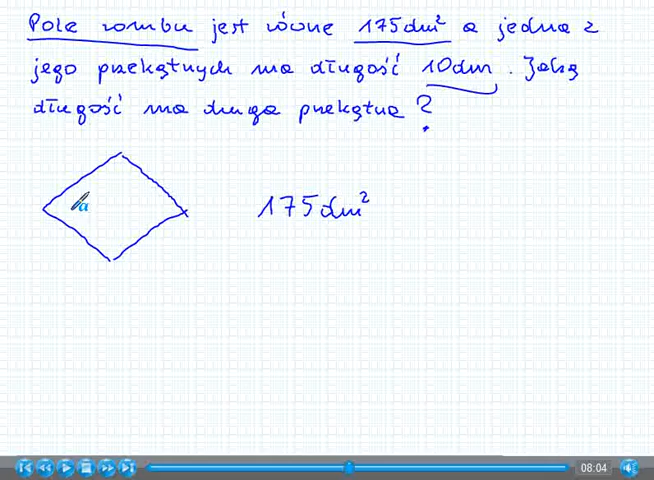 Pole rombu jest równe 175dm² a jedna z
jego przekątnych ma długość 10dm. Jaką
długość ma druga przekątna?
175dm²
08:04